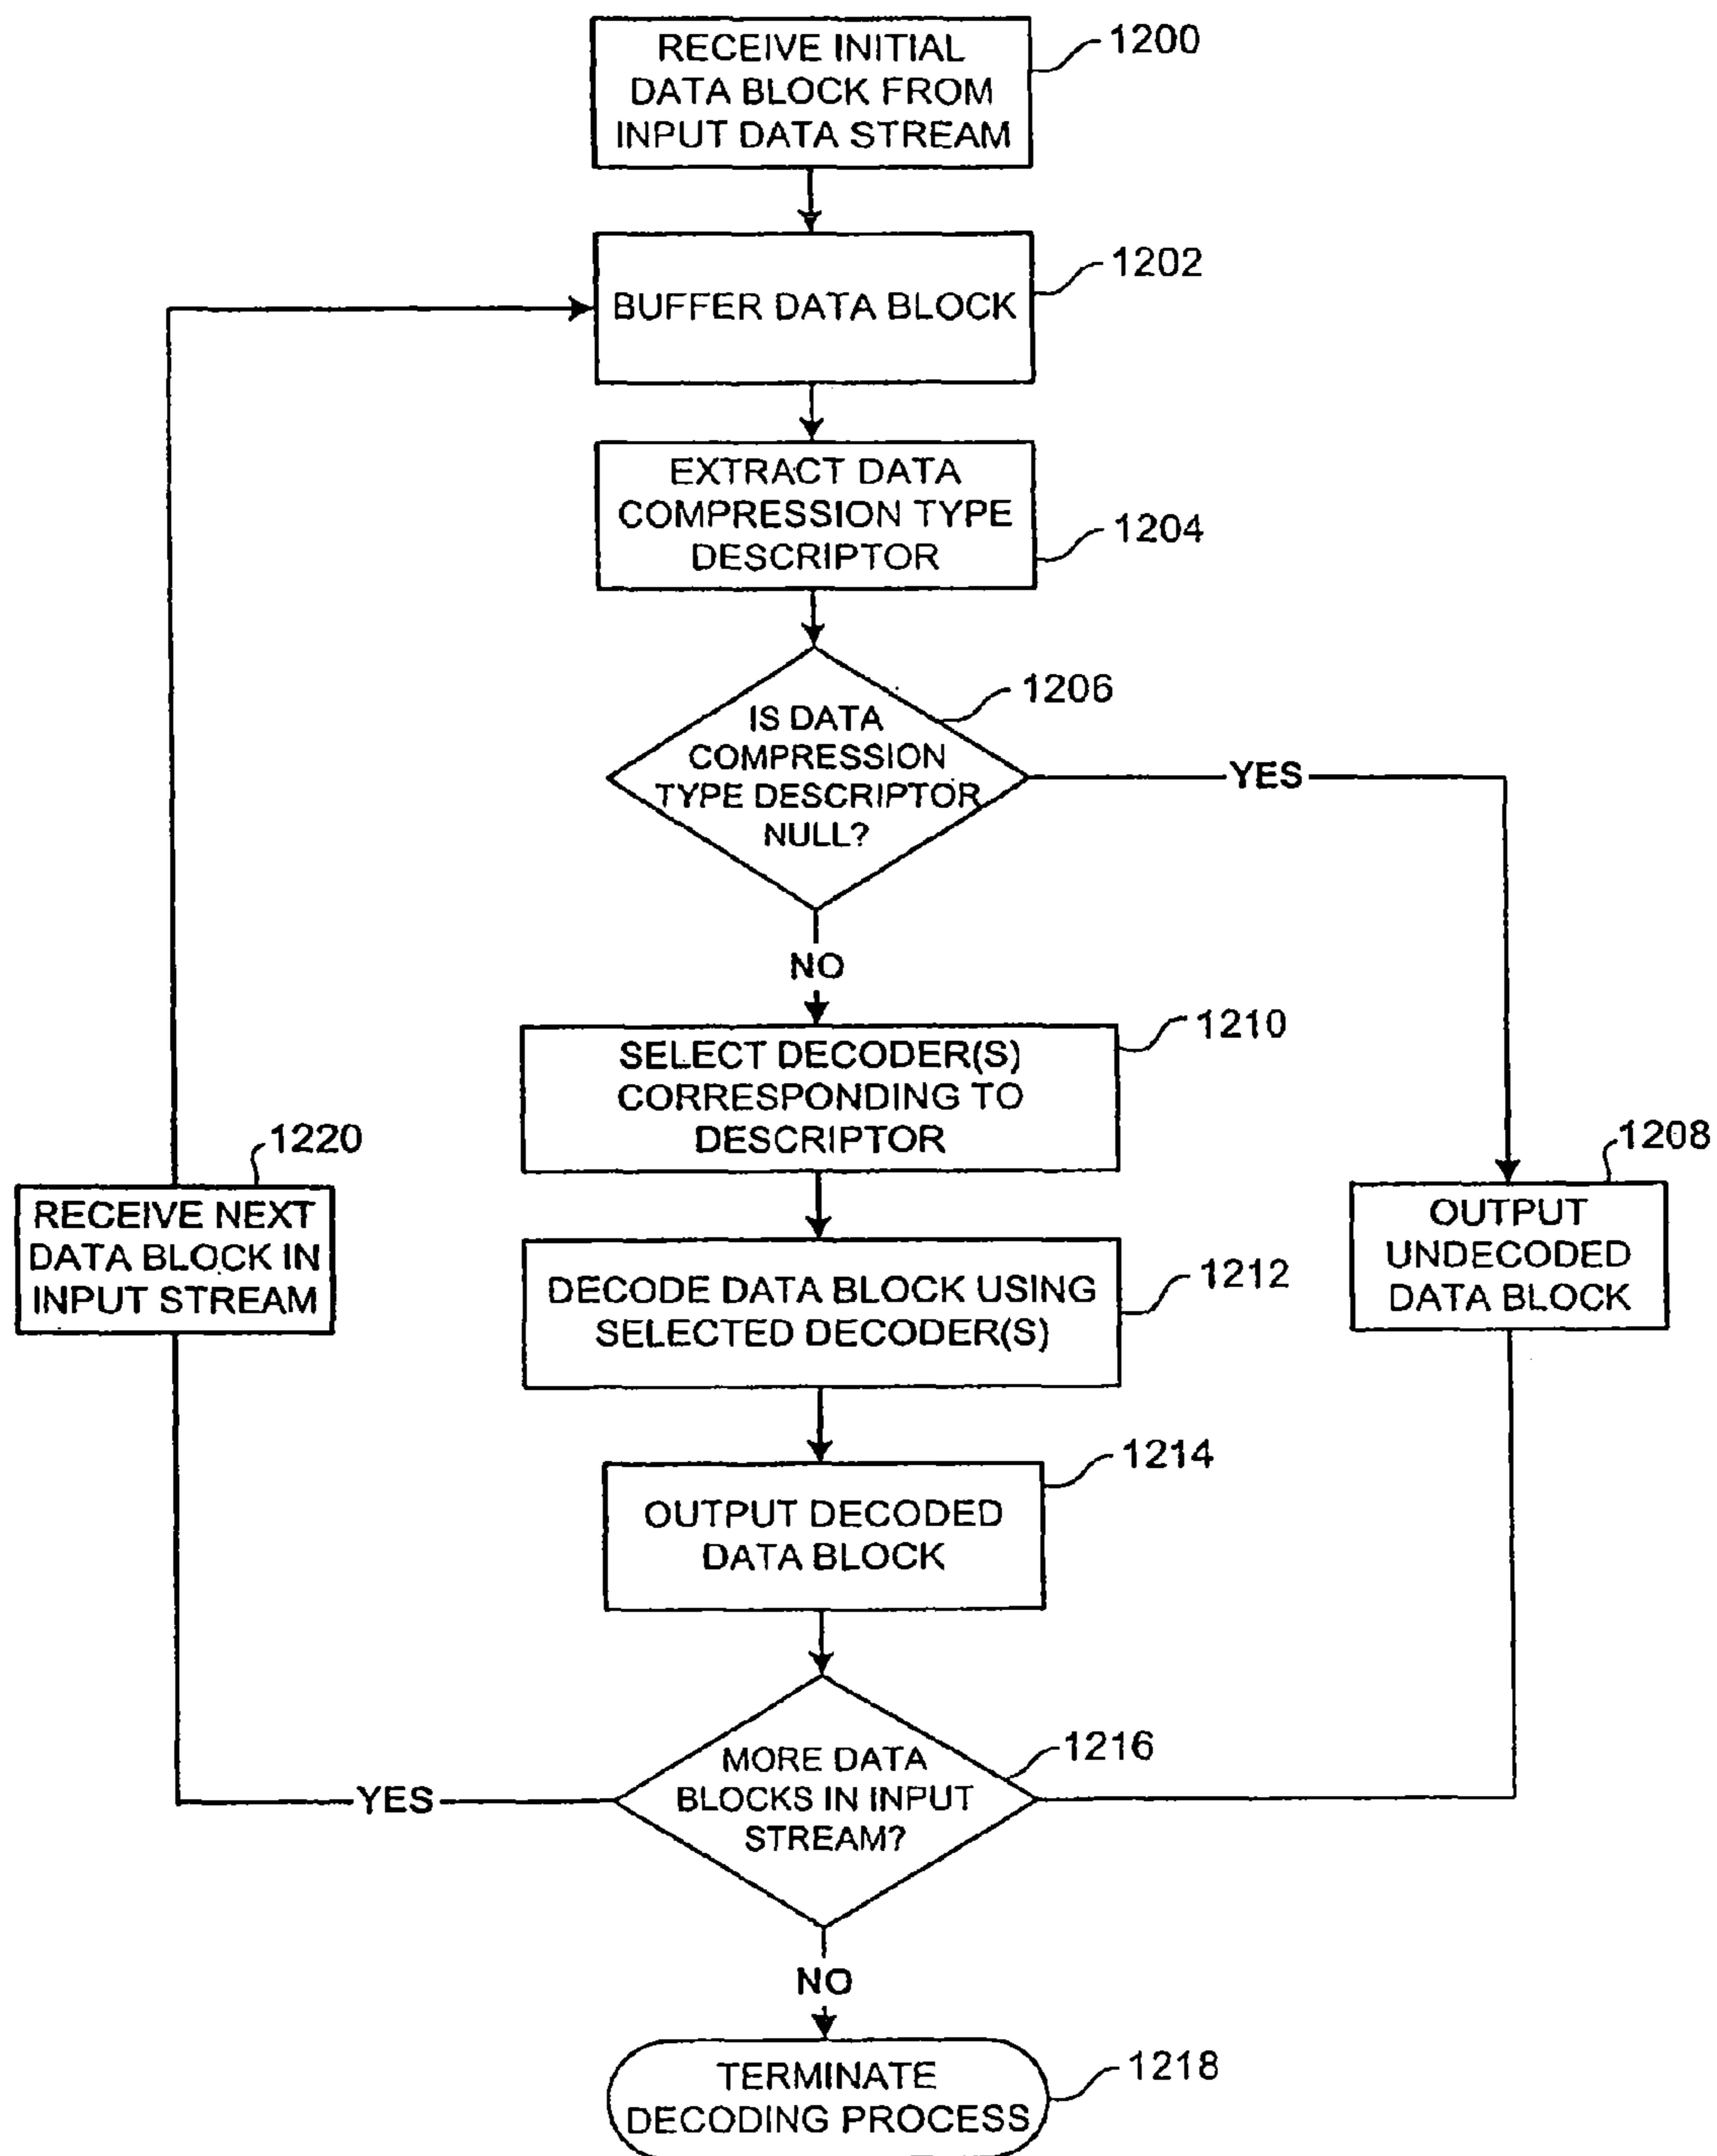 RECEIVE INITIAL
DATA BLOCK FROM
INPUT DATA STREAM
1200
BUFFER DATA BLOCK
1202
EXTRACT DATA
COMPRESSION TYPE
DESCRIPTOR
1204
IS DATA
COMPRESSION
TYPE DESCRIPTOR
NULL?
1206
YES
NO
SELECT DECODER(S)
CORRESPONDING TO
DESCRIPTOR
1210
1220
RECEIVE NEXT
DATA BLOCK IN
INPUT STREAM
1208
OUTPUT
UNDECODED
DATA BLOCK
DECODE DATA BLOCK USING
SELECTED DECODER(S)
1212
OUTPUT DECODED
DATA BLOCK
1214
MORE DATA
BLOCKS IN INPUT
STREAM?
1216
YES
NO
TERMINATE
DECODING PROCESS
1218